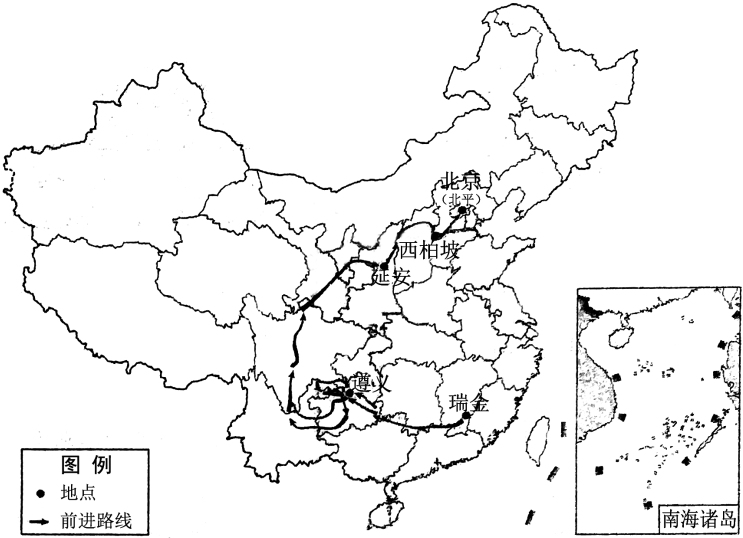 北京
（北平）
西柏坡
延安
遵义
瑞金
图 例
地点
前进路线
南海诸岛